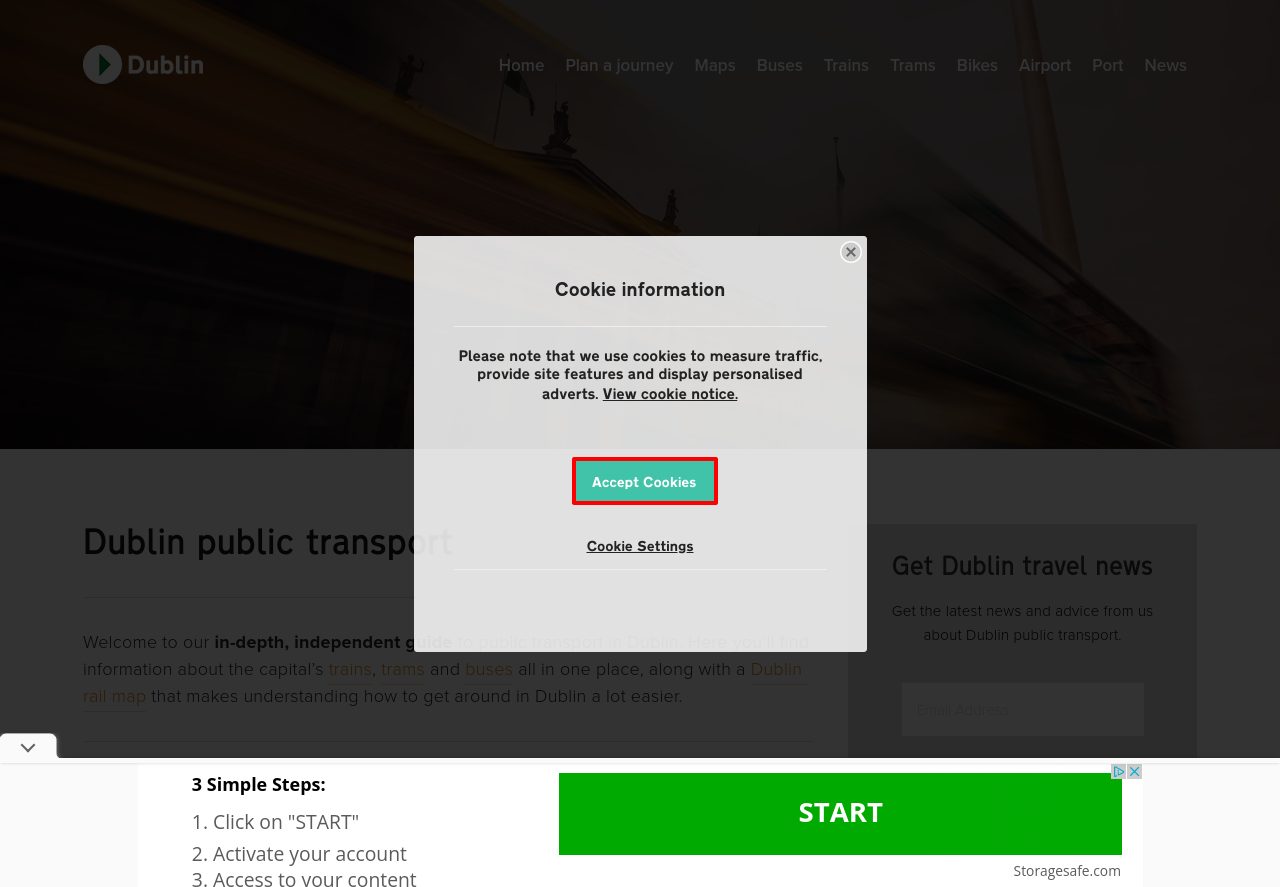 Dublin
Home Plan a journey Maps Buses Trains Trams Bikes Airport Port News
Cookie information
Please note that we use cookies to measure traffic,
provide site features and display personalised
adverts. View cookie notice.
Accept Cookies
Cookie Settings
Dublin public transport
Welcome to our in-depth, independent guide to public transport in Dublin. Here you'll find
information about the capital's trains, trams and buses all in one place, along with a Dublin
rail map that makes understanding how to get around in Dublin a lot easier.
Get Dublin travel news
Get the latest news and advice from us
about Dublin public transport.
Email Address
3 Simple Steps:
1. Click on "START"
2. Activate your account
3. Access to your content
START
Storagesafe.com